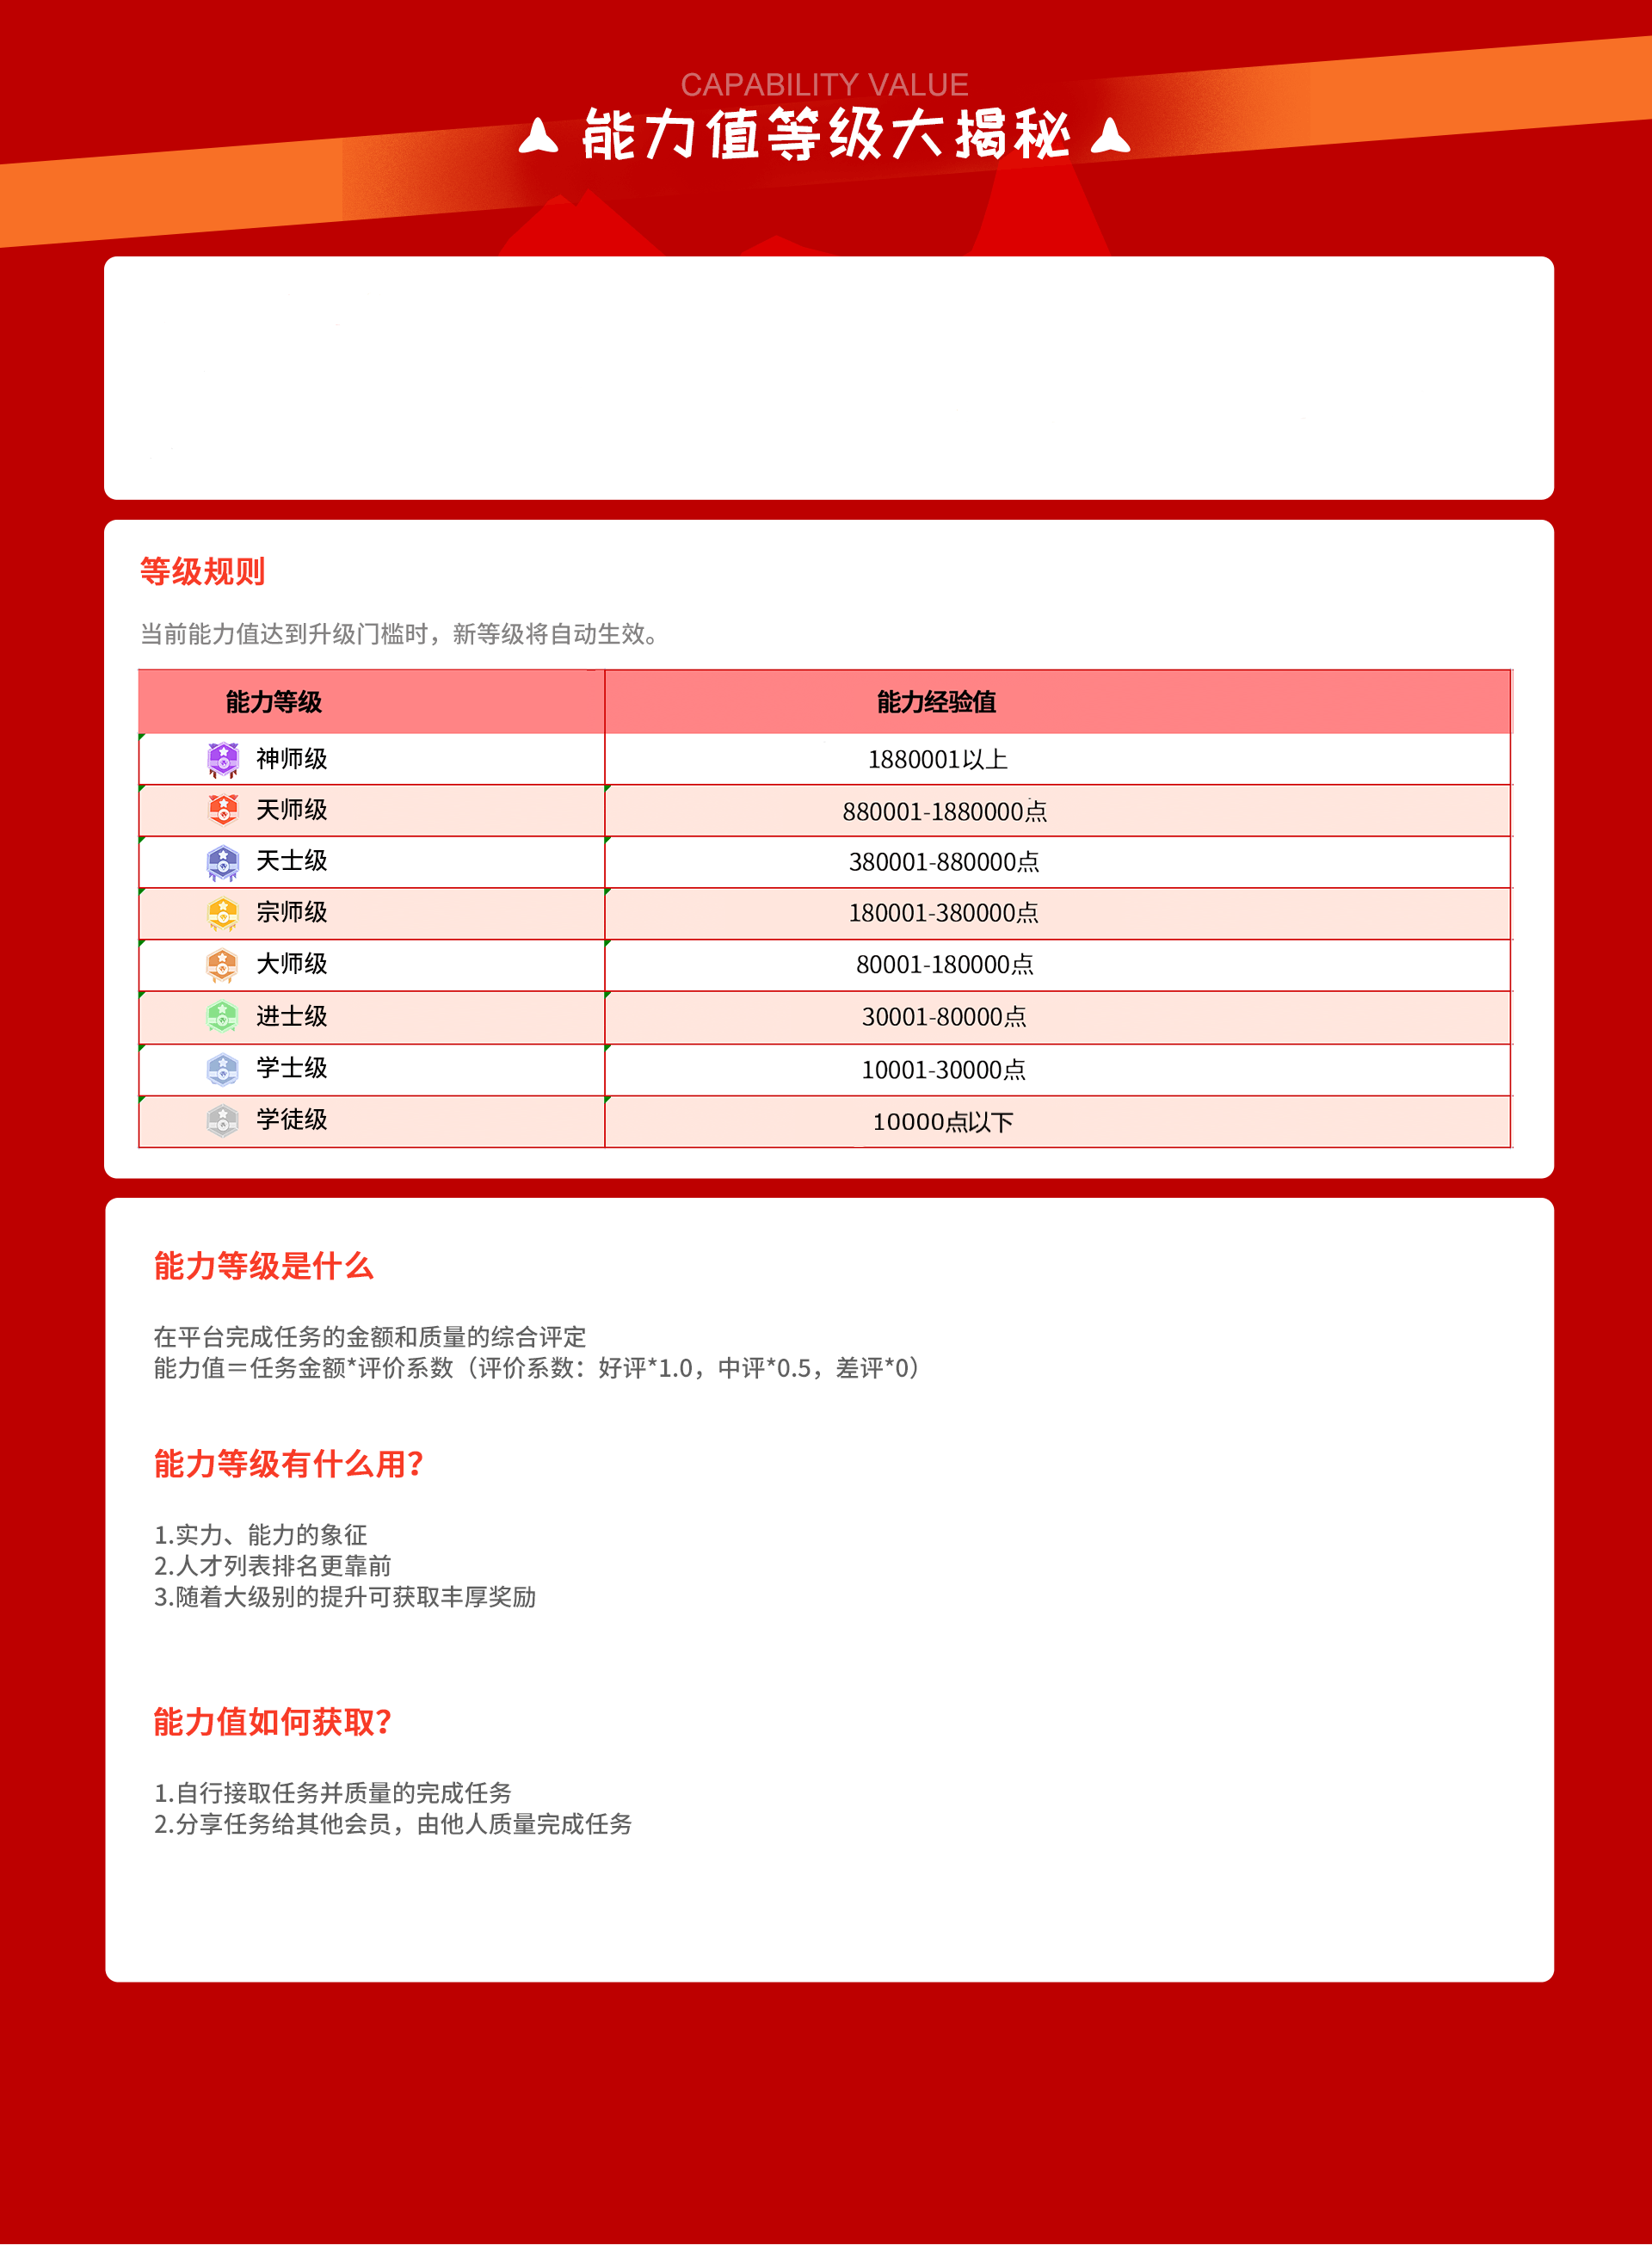 CAPABILITY VALUE
能力值等级大揭秘
等级规则
当前能力值达到升级门槛时，新等级将自动生效。
能力等级 能力经验值
神师级 1880001以上
天师级 880001-1880000点
天士级 380001-880000点
宗师级 180001-380000点
大师级 80001-180000点
进士级 30001-80000点
学士级 10001-30000点
学徒级 10000点以下
能力等级是什么
在平台完成任务的金额和质量的综合评定
能力值＝任务金额*评价系数（评价系数：好评*1.0，中评*0.5，差评*0）
能力等级有什么用？
1.实力、能力的象征
2.人才列表排名更靠前
3.随着大级别的提升可获取丰厚奖励
能力值如何获取？
1.自行接取任务并质量的完成任务
2.分享任务给其他会员，由他人质量完成任务